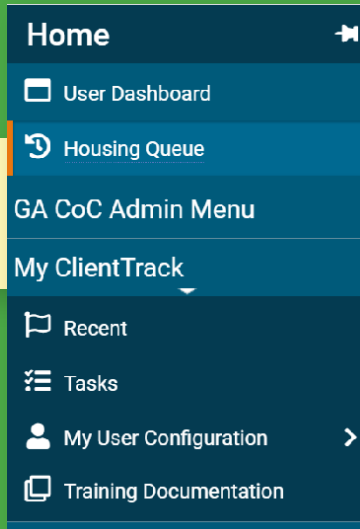 Home
User Dashboard
Housing Queue
GA CoC Admin Menu
My ClientTrack
Recent
Tasks
My User Configuration
Training Documentation